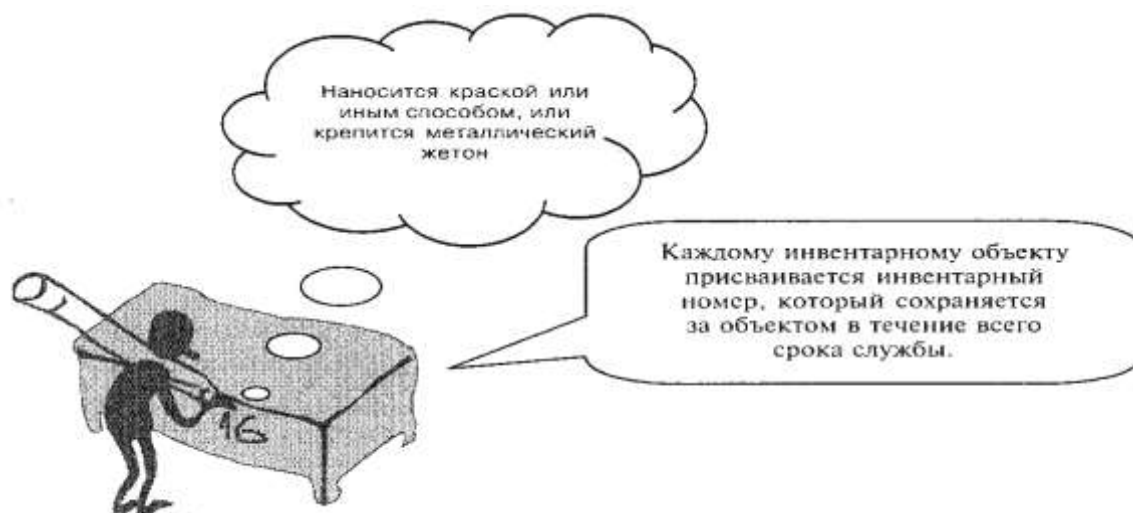 Наносится краской или
иным способом, или
крепится металлический
жетон
Каждому инвентарному объекту
присваивается инвентарный
номер, который сохраняется
за объектом в течение всего
срока службы.
16